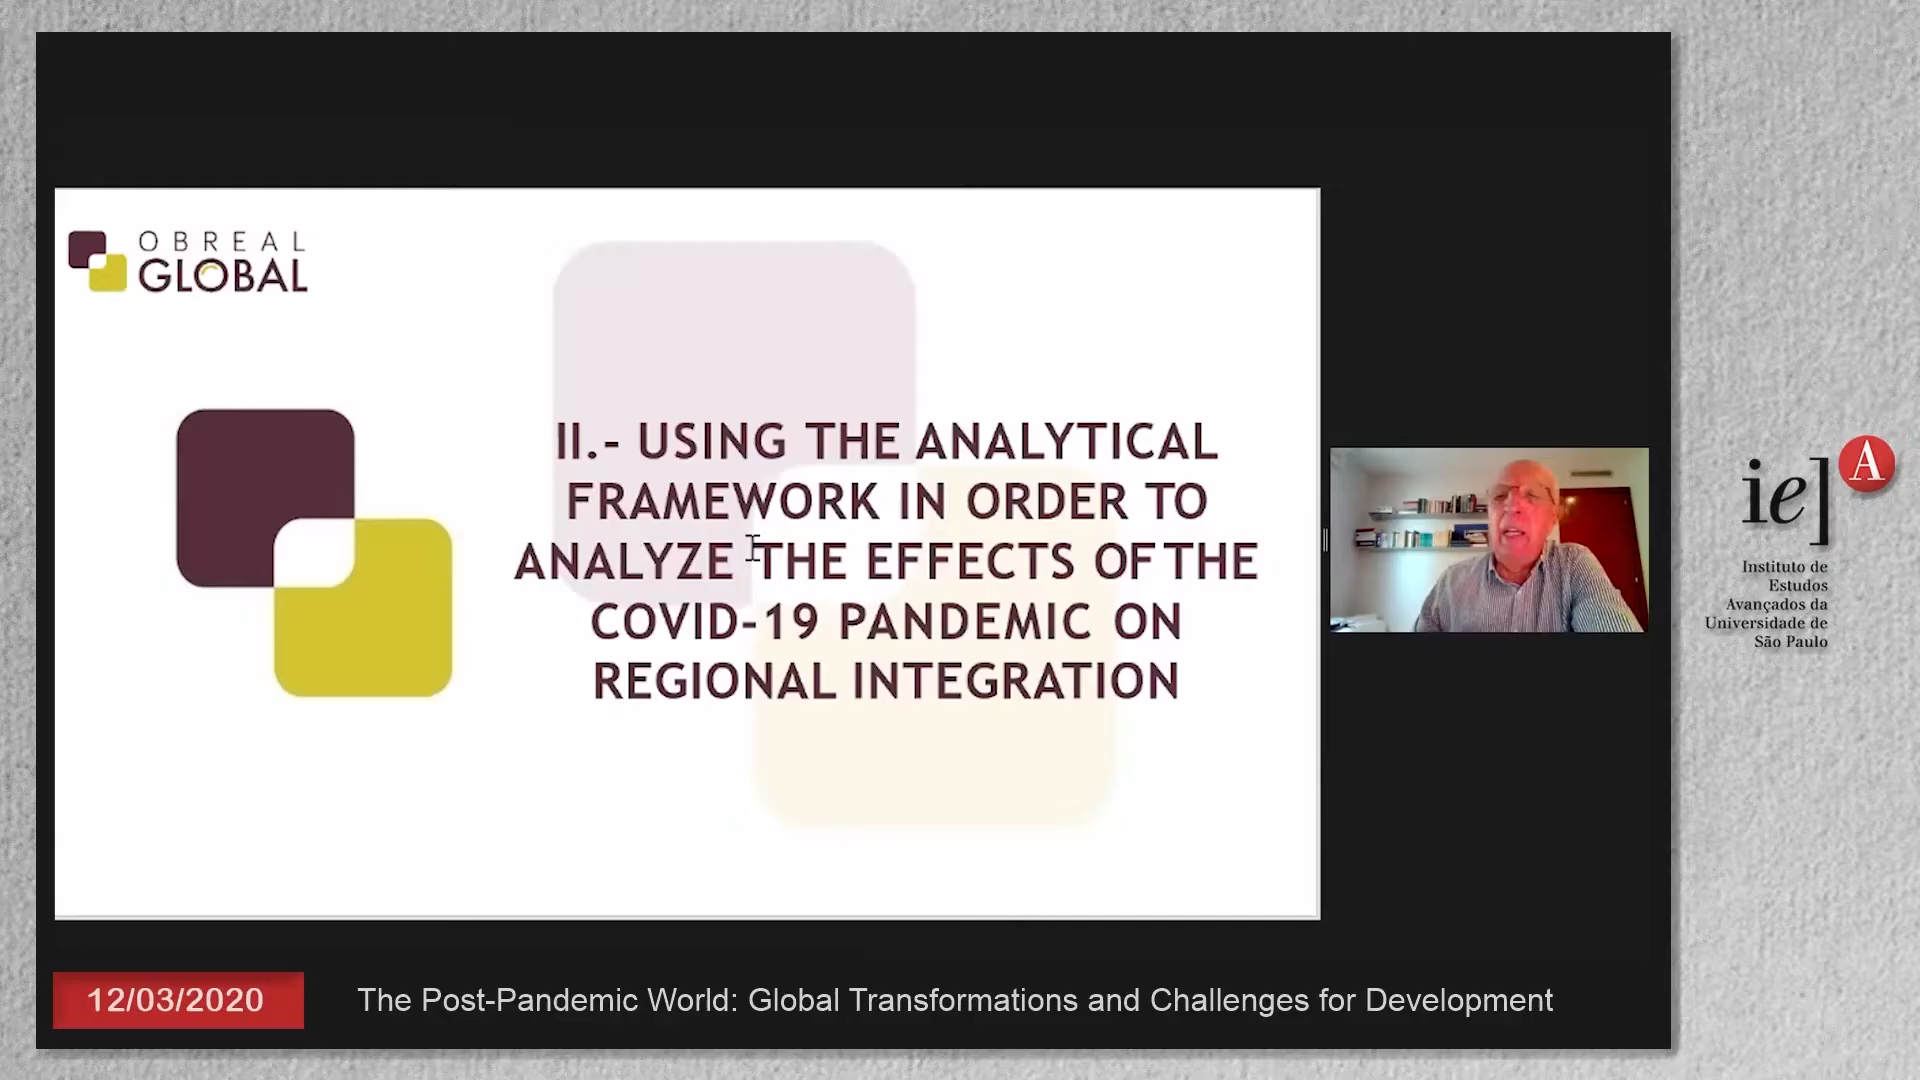 OBREAL
GLOBAL
II.- USING THE ANALYTICAL
FRAMEWORK IN ORDER TO
ANALYZE THE EFFECTS OF THE
COVID-19 PANDEMIC ON
REGIONAL INTEGRATION
ie]
A
Instituto de
Estudos
Avançados da
Universidade de
São Paulo
12/03/2020
The Post-Pandemic World: Global Transformations and Challenges for Development